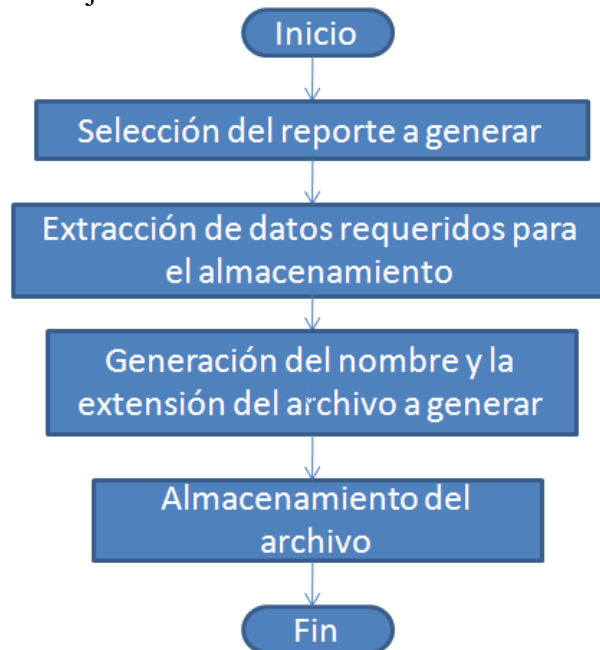 Inicio
Selección del reporte a generar
Extracción de datos requeridos para
el almacenamiento
Generación del nombre y la
extensión del archivo a generar
Almacenamiento del
archivo
Fin